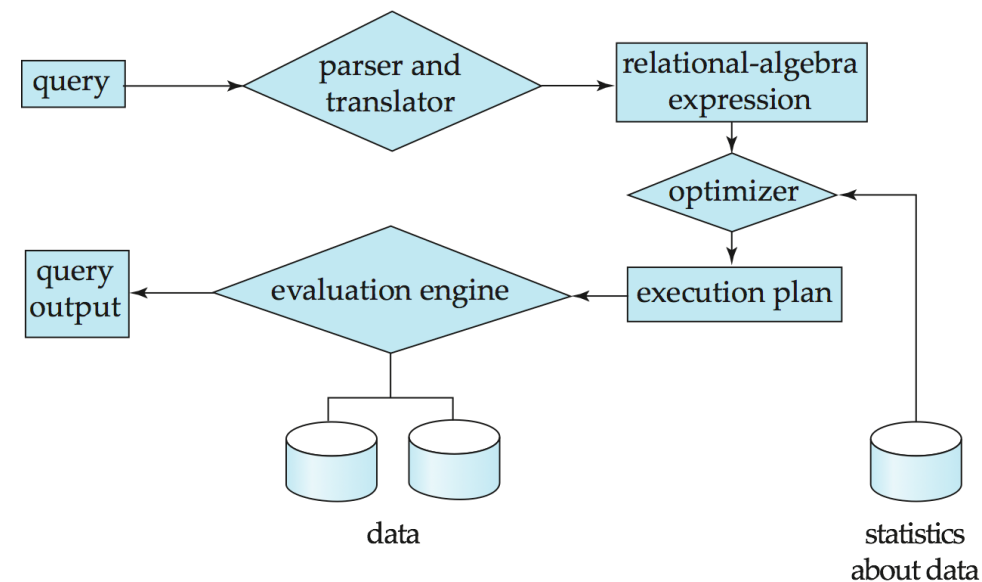 query
parser and
translator
relational-algebra
expression
optimizer
query
output
evaluation engine
execution plan
data
statistics
about data